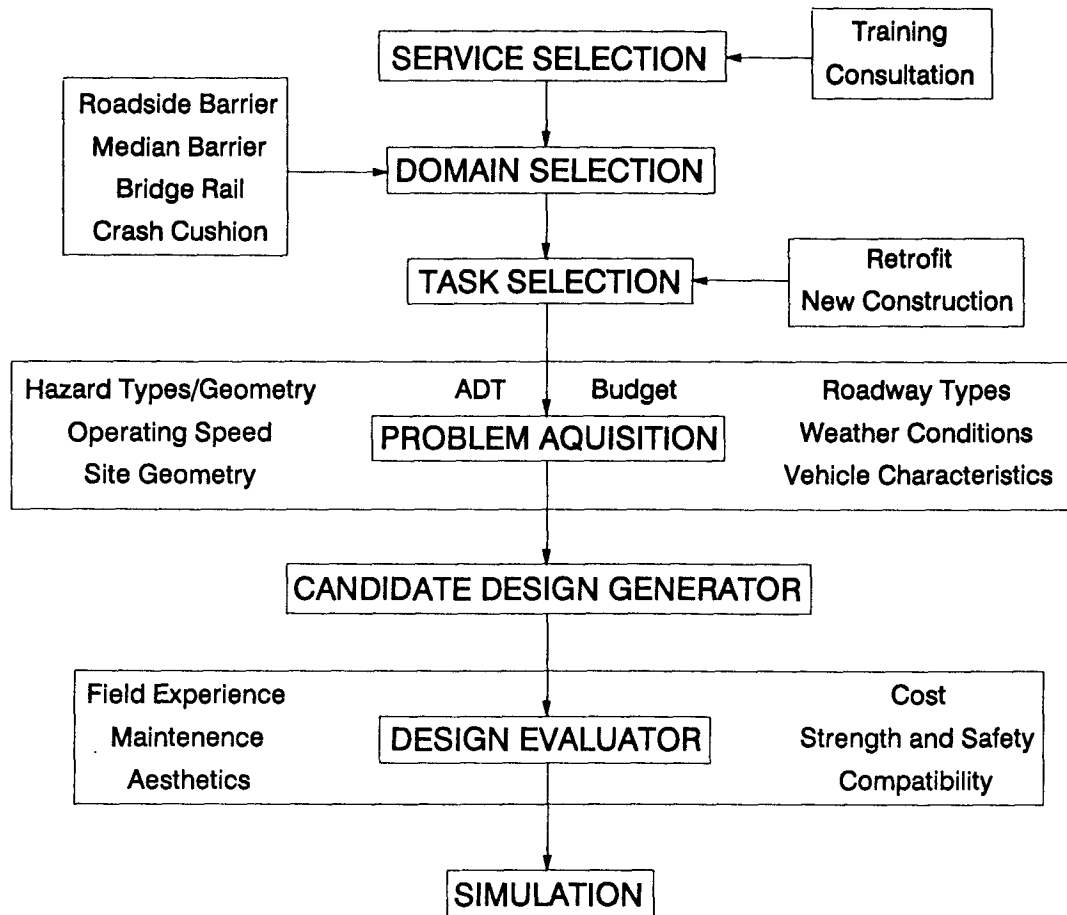 SERVICE SELECTION
Training
Consultation
Roadside Barrier
Median Barrier
Bridge Rail
Crash Cushion
DOMAIN SELECTION
TASK SELECTION
Retrofit
New Construction
Hazard Types/Geometry
Operating Speed
Site Geometry
ADT
Budget
PROBLEM AQUISITION
Roadway Types
Weather Conditions
Vehicle Characteristics
CANDIDATE DESIGN GENERATOR
Field Experience
Maintenence
Aesthetics
DESIGN EVALUATOR
Cost
Strength and Safety
Compatibility
SIMULATION